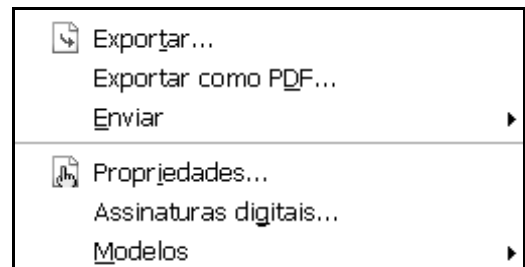 Exportar...
Exportar como PDF...
Enviar
Propriedades...
Assinaturas digitais...
Modelos